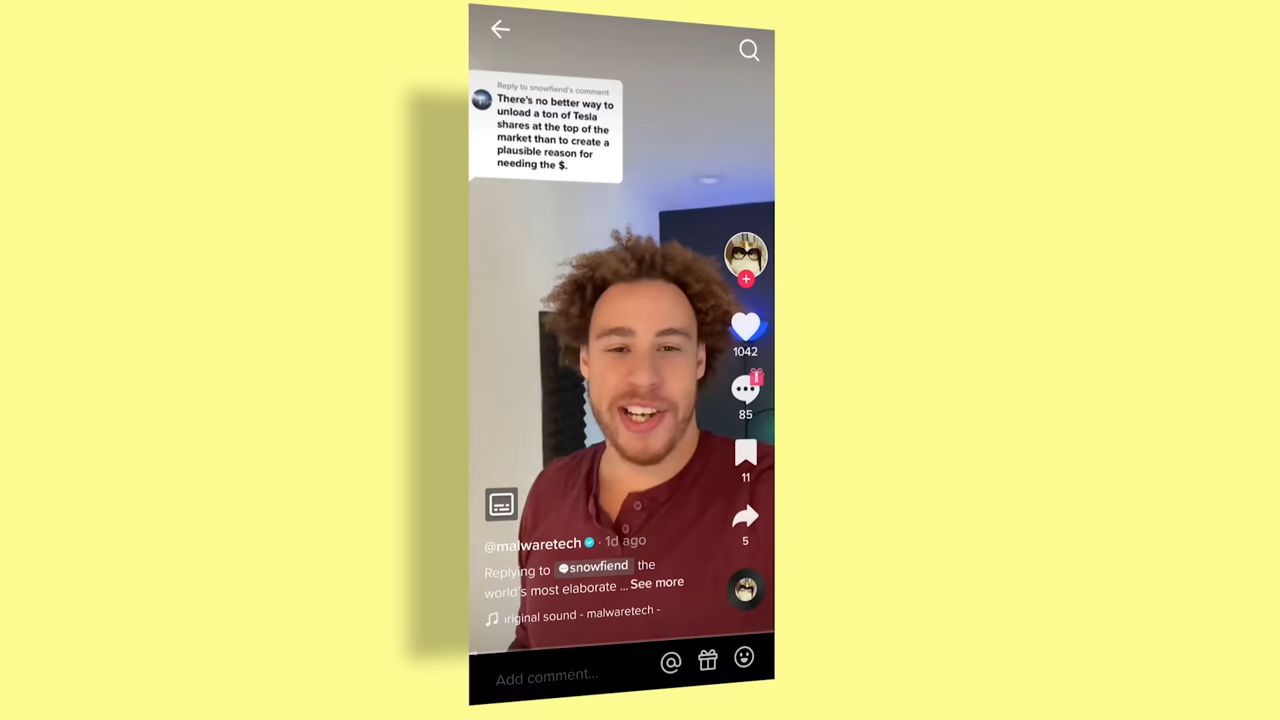 Reply to snowfiend's comment
There's no better way to
unload a ton of Tesla
shares at the top of the
market than to create a
plausible reason for
needing the $.
1042
85
11
5
@malwaretech · 1d ago
Replying to snowfiend the
world's most elaborate ... See more
original sound - malwaretech -
Add comment...